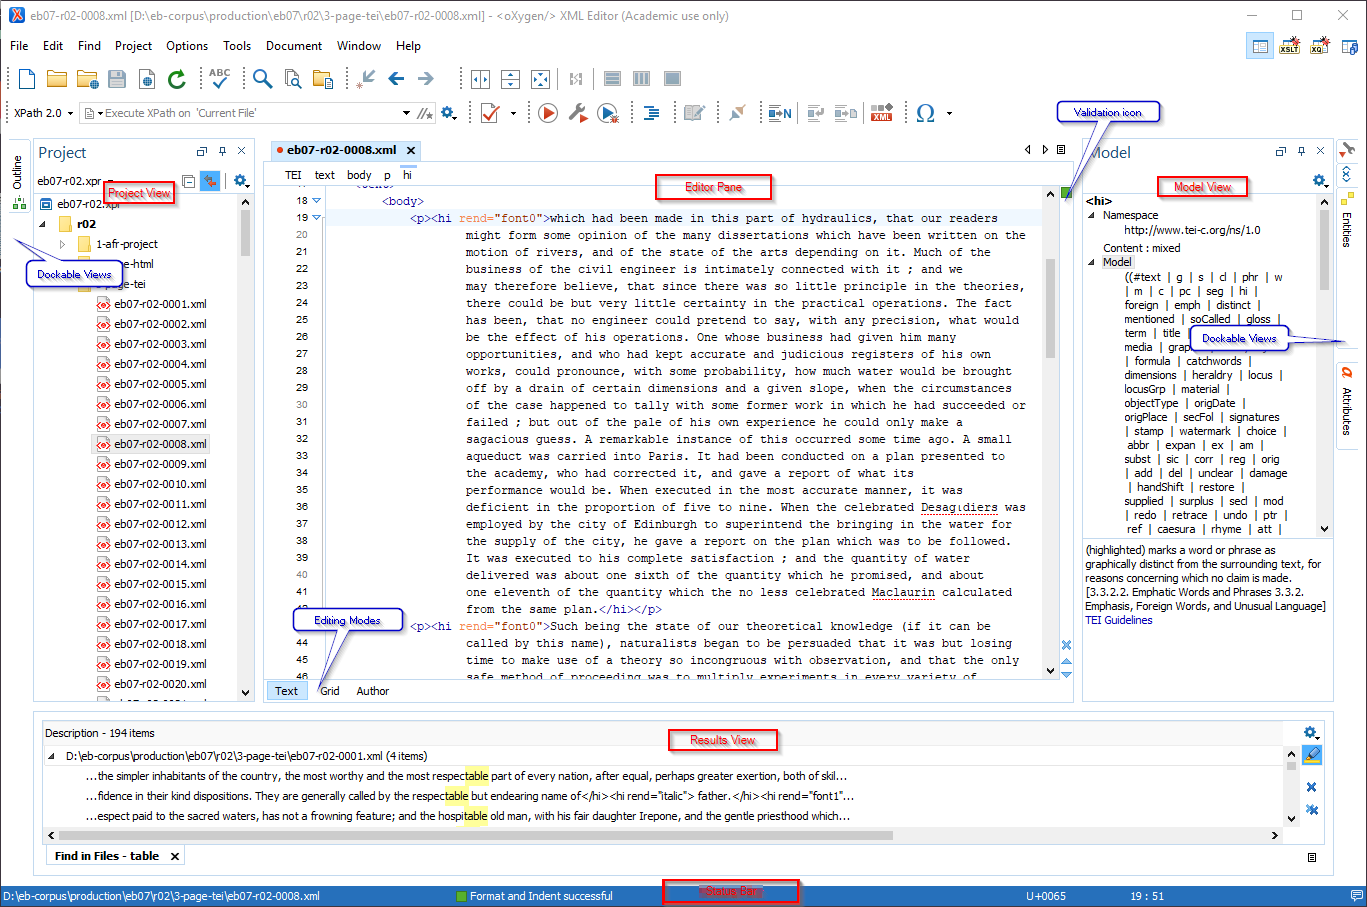 eb07-r02-0008.xml [D:\eb-corpus\production\eb07\r02\3-page-tei\eb07-r02-0008.xml] - <oXygen/> XML Editor (Academic use only)
File Edit Find Project Options Tools Document Window Help
XSLT XQ
ABC
XPath 2.0 Execute XPath on 'Current File'
N XML Ω
Validation icon
Outline
Project
eb07-r02.xpr
Project View
eb07-r02.xpr
r02
1-afr-project
Dockable Views
eb07-r02-0001.xml
eb07-r02-0002.xml
eb07-r02-0003.xml
eb07-r02-0004.xml
eb07-r02-0005.xml
eb07-r02-0006.xml
eb07-r02-0007.xml
eb07-r02-0008.xml
eb07-r02-0009.xml
eb07-r02-0010.xml
eb07-r02-0011.xml
eb07-r02-0012.xml
eb07-r02-0013.xml
eb07-r02-0014.xml
eb07-r02-0015.xml
eb07-r02-0016.xml
eb07-r02-0017.xml
eb07-r02-0018.xml
eb07-r02-0019.xml
eb07-r02-0020.xml
eb07-r02-0008.xml
TEI text body p hi
Editor Pane
18 <body>
19 <p><hi rend="font0">which had been made in this part of hydraulics, that our readers
20 might form some opinion of the many dissertations which have been written on the
21 motion of rivers, and of the state of the arts depending on it. Much of the
22 business of the civil engineer is intimately connected with it ; and we
23 may therefore believe, that since there was so little principle in the theories,
24 there could be but very little certainty in the practical operations. The fact
25 has been, that no engineer could pretend to say, with any precision, what would
26 be the effect of his operations. One whose business had given him many
27 opportunities, and who had kept accurate and judicious registers of his own
28 works, could pronounce, with some probability, how much water would be brought
29 off by a drain of certain dimensions and a given slope, when the circumstances
30 of the case happened to tally with some former work in which he had succeeded or
31 failed ; but out of the pale of his own experience he could only make a
32 sagacious guess. A remarkable instance of this occurred some time ago. A small
33 aqueduct was carried into Paris. It had been conducted on a plan presented to
34 the academy, who had corrected it, and gave a report of what its
35 performance would be. When executed in the most accurate manner, it was
36 deficient in the proportion of five to nine. When the celebrated Desagιdiers was
37 employed by the city of Edinburgh to superintend the bringing in the water for
38 the supply of the city, he gave a report on the plan which was to be followed.
39 It was executed to his complete satisfaction ; and the quantity of water
40 delivered was about one sixth of the quantity which he promised, and about
41 one eleventh of the quantity which the no less celebrated Maclaurin calculated
from the same plan.</hi></p>
Editing Modes
<p><hi rend="font0">Such being the state of our theoretical knowledge (if it can be
44 called by this name), naturalists began to be persuaded that it was but losing
45 time to make use of a theory so incongruous with observation, and that the only
46 safe method of proceeding was to multiply experiments in every variety of
Text Grid Author
Model
Model View
<hi>
Namespace
http://www.tei-c.org/ns/1.0
Content : mixed
Model
((#text | g | s | cl | phr | w
| m | c | pc | seg | hi |
foreign | emph | distinct |
mentioned | soCalled | gloss |
term | title
Dockable Views
media | grap
| formula | catchwords |
dimensions | heraldry | locus |
locusGrp | material |
objectType | origDate |
origPlace | secFol | signatures
| stamp | watermark | choice |
abbr | expan | ex | am |
subst | sic | corr | reg | orig
| add | del | unclear | damage
| handShift | restore |
supplied | surplus | secl | mod
| redo | retrace | undo | ptr |
ref | caesura | rhyme | att |
(highlighted) marks a word or phrase as
graphically distinct from the surrounding text, for
reasons concerning which no claim is made.
[3.3.2.2. Emphatic Words and Phrases 3.3.2.
Emphasis, Foreign Words, and Unusual Language]
TEI Guidelines
Entities
Attributes
Description - 194 items
Results View
D:\eb-corpus\production\eb07\r02\3-page-tei\eb07-r02-0001.xml (4 items)
...the simpler inhabitants of the country, the most worthy and the most respectable part of every nation, after equal, perhaps greater exertion, both of skil...
...fidence in their kind dispositions. They are generally called by the respectable but endearing name of</hi><hi rend="italic"> father.</hi><hi rend="font1"...
...espect paid to the sacred waters, has not a frowning feature; and the hospitable old man, with his fair daughter Irepone, and the gentle priesthood which...
Find in Files - table
D:\eb-corpus\production\eb07\r02\3-page-tei\eb07-r02-0008.xml Format and Indent successful Status Bar U+0065 19 : 51